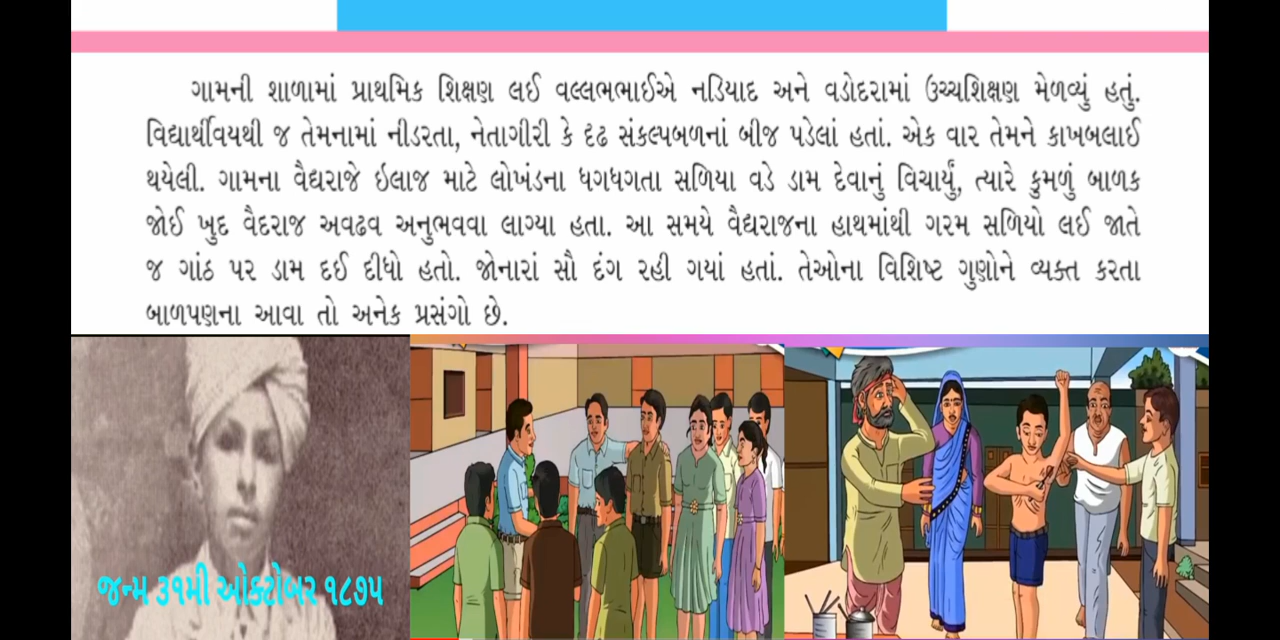 ગામની શાળામાં પ્રાથમિક શિક્ષણ લઈ વલ્લભભાઈએ નડિયાદ અને વડોદરામાં ઉચ્ચશિક્ષણ મેળવ્યું હતું.
વિદ્યાર્થીવયથી જ તેમનામાં નીડરતા, નેતાગીરી કે દૃઢ સંકલ્પબળનાં બીજ પડેલાં હતાં. એક વાર તેમને કાખબલાઈ
થયેલી. ગામના વૈદ્યરાજે ઇલાજ માટે લોખંડના ધગધગતા સળિયા વડે ડામ દેવાનું વિચાર્યું, ત્યારે કુમળું બાળક
જોઈ ખુદ વૈદરાજ અવઢવ અનુભવવા લાગ્યા હતા. આ સમયે વૈદ્યરાજના હાથમાંથી ગરમ સળિયો લઈ જાતે
જ ગાંઠ પર ડામ દઈ દીધો હતો. જોનારાં સૌ દંગ રહી ગયાં હતાં. તેઓના વિશિષ્ટ ગુણોને વ્યક્ત કરતા
બાળપણના આવા તો અનેક પ્રસંગો છે.
જન્મ ૩૧મી ઓક્ટોબર ૧૮૭૫